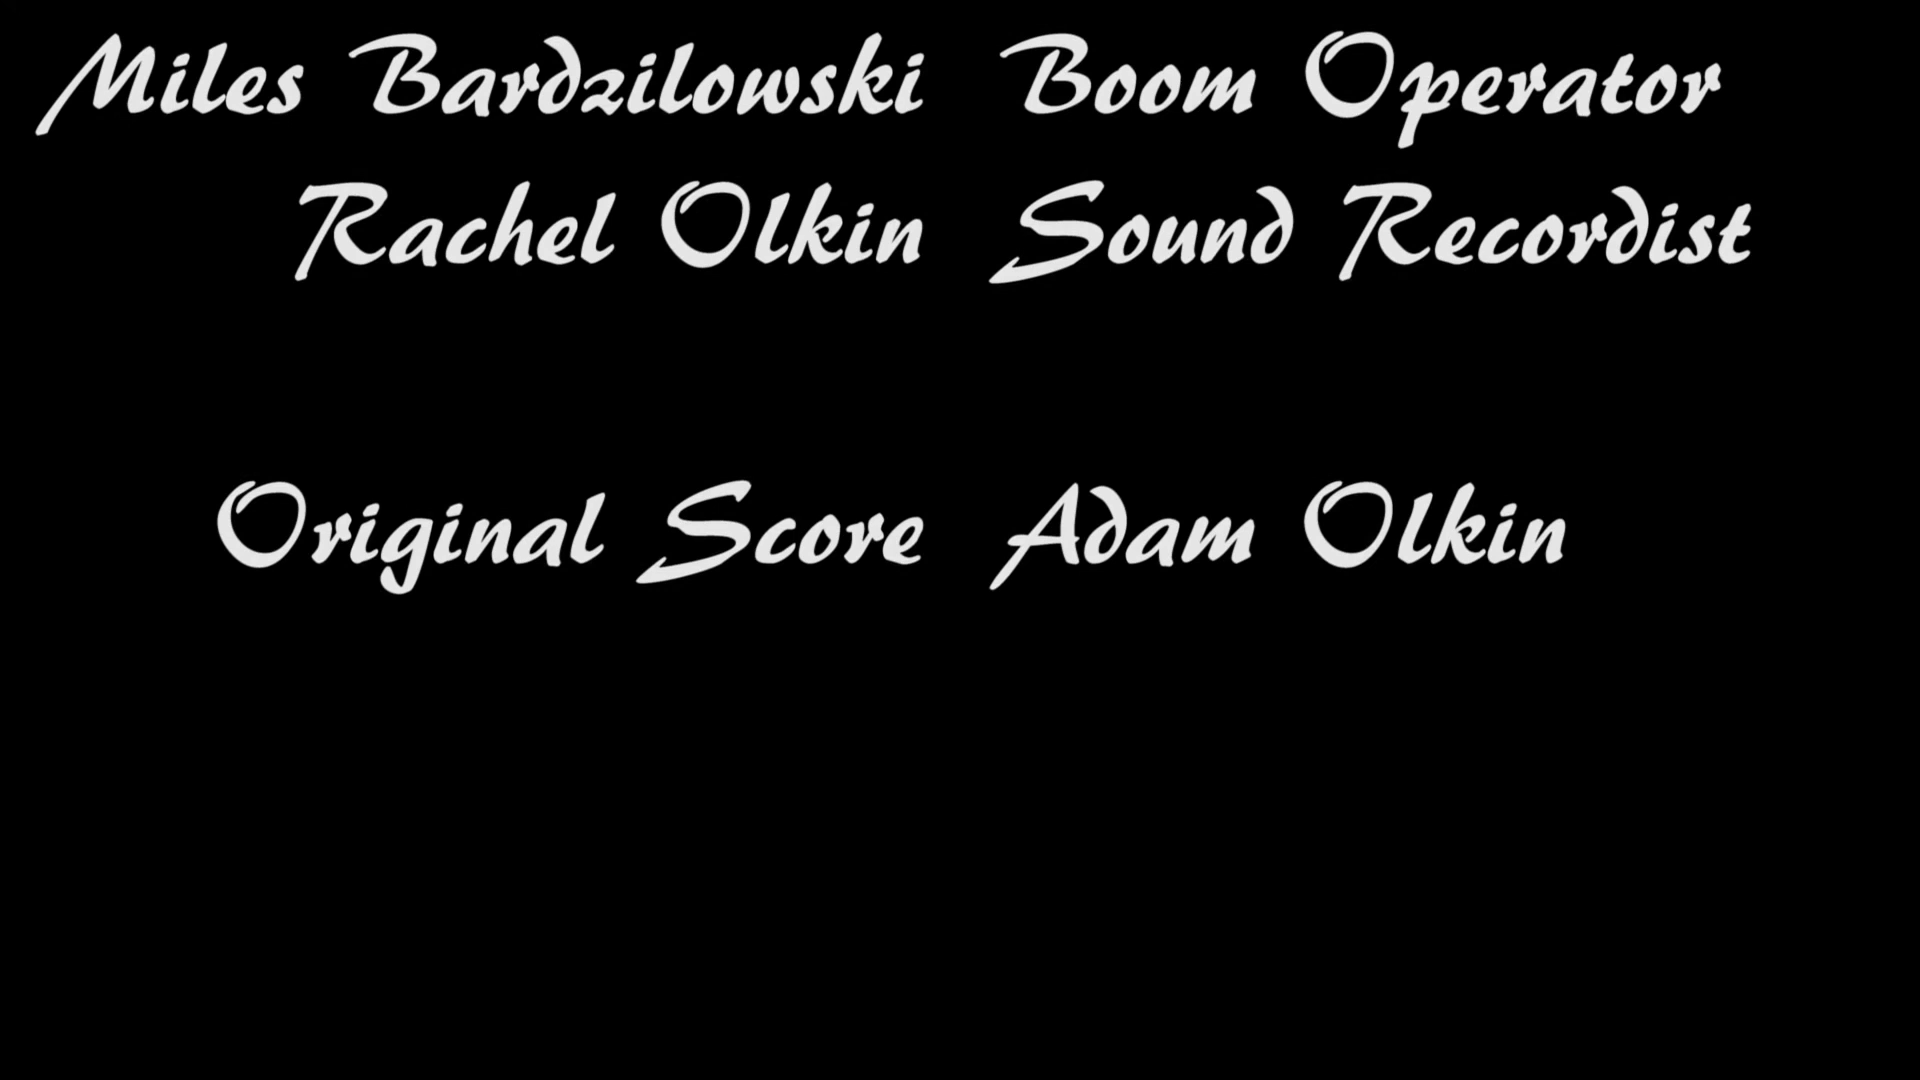 Miles Bardzilowski Boom Operator
Rachel Olkin Sound Recordist
Original Score Adam Olkin